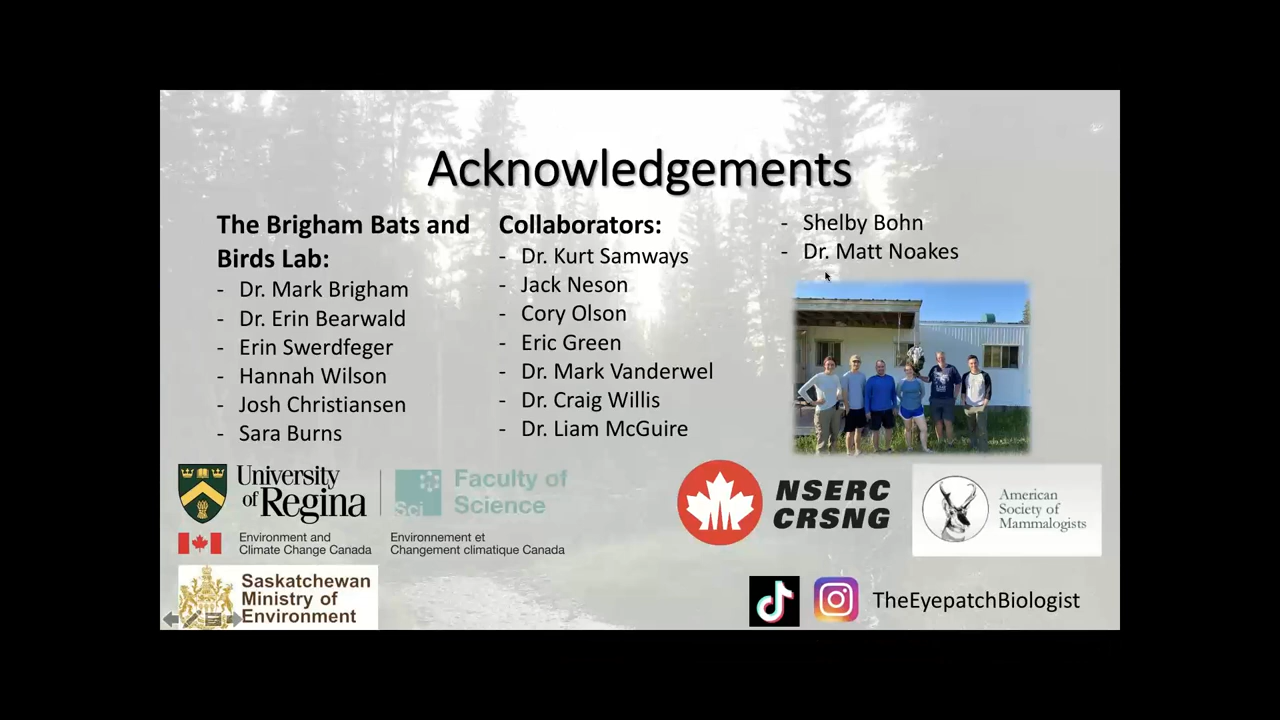 Acknowledgements
The Brigham Bats and
Birds Lab:
- Dr. Mark Brigham
- Dr. Erin Bearwald
- Erin Swerdfeger
- Hannah Wilson
- Josh Christiansen
- Sara Burns
Collaborators:
- Dr. Kurt Samways
- Jack Neson
- Cory Olson
- Eric Green
- Dr. Mark Vanderwel
- Dr. Craig Willis
- Dr. Liam McGuire
- Shelby Bohn
- Dr. Matt Noakes
University
of Regina
Sci
Faculty of
Science
NSERC
CRSNG
American
Society of
Mammalogists
Environment and
Climate Change Canada
Environnement et
Changement climatique Canada
Saskatchewan
Ministry of
Environment
TheEyepatchBiologist